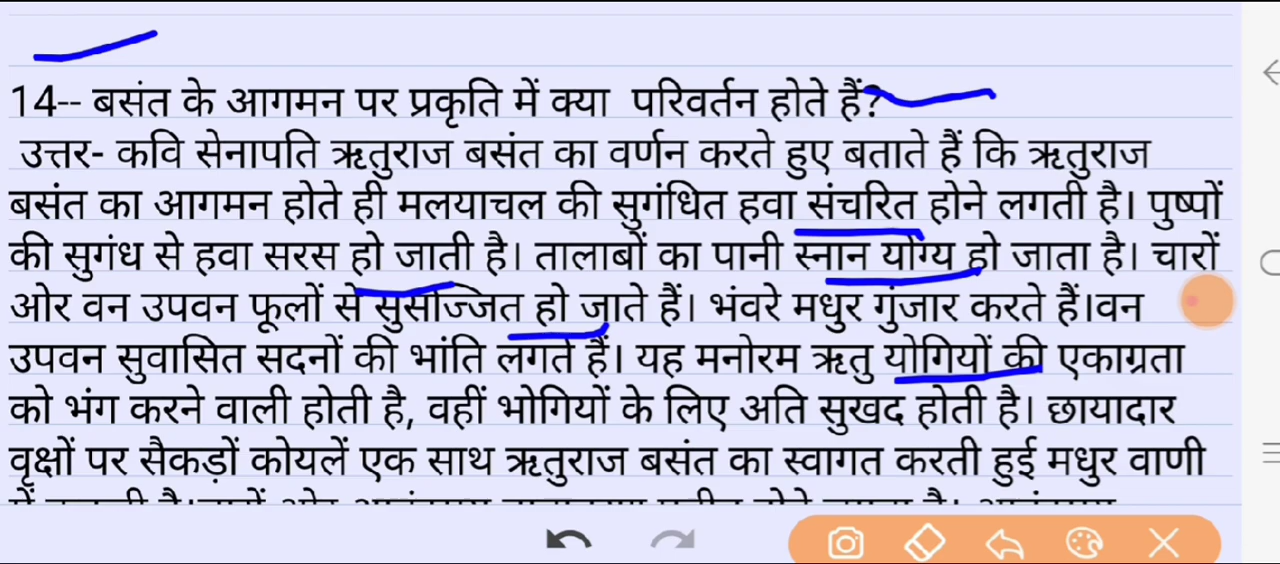 14-- बसंत के आगमन पर प्रकृति में क्या परिवर्तन होते हैं?
उत्तर- कवि सेनापति ऋतुराज बसंत का वर्णन करते हुए बताते हैं कि ऋतुराज
बसंत का आगमन होते ही मलयाचल की सुगंधित हवा संचरित होने लगती है। पुष्पों
की सुगंध से हवा सरस हो जाती है। तालाबों का पानी स्नान योग्य हो जाता है। चारों
ओर वन उपवन फूलों से सुसज्जित हो जाते हैं। भंवरे मधुर गुंजार करते हैं।वन
उपवन सुवासित सदनों की भांति लगते हैं। यह मनोरम ऋतु योगियों की एकाग्रता
को भंग करने वाली होती है, वहीं भोगियों के लिए अति सुखद होती है। छायादार
वृक्षों पर सैकड़ों कोयलें एक साथ ऋतुराज बसंत का स्वागत करती हुई मधुर वाणी